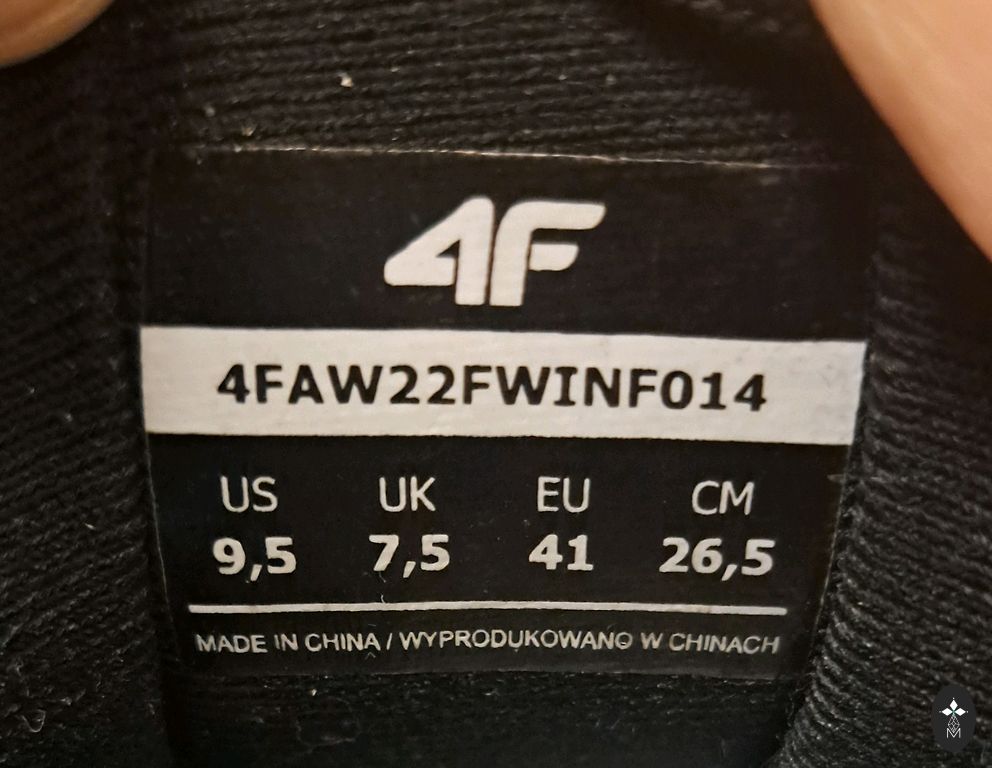 4F
4FAW22FWINF014
US UK EU CM
9,5 7,5 41 26,5
MADE IN CHINA / WYPRODUKOWANO W CHINACH
M